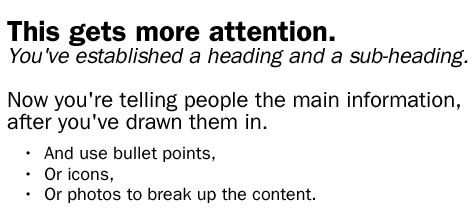 This gets more attention.
You've established a heading and a sub-heading.
Now you're telling people the main information,
after you've drawn them in.
• And use bullet points,
• Or icons,
• Or photos to break up the content.